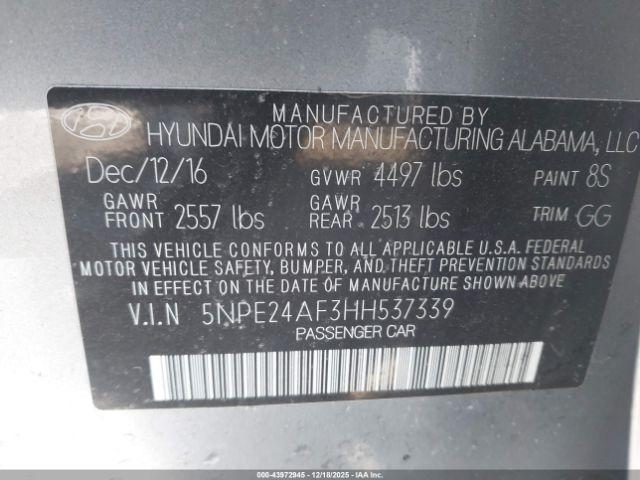 MANUFACTURED BY
HYUNDAI MOTOR MANUFACTURING ALABAMA, LLC
Dec/12/16 GVWR 4497 lbs PAINT 8S
GAWR FRONT 2557 lbs GAWR REAR 2513 lbs TRIM GG
THIS VEHICLE CONFORMS TO ALL APPLICABLE U.S.A. FEDERAL
MOTOR VEHICLE SAFETY, BUMPER, AND THEFT PREVENTION STANDARDS
IN EFFECT ON THE DATE OF MANUFACTURE SHOWN ABOVE.
V.I.N 5NPE24AF3HH537339
PASSENGER CAR
000-43972945 - 12/18/2025 - IAAI.COM